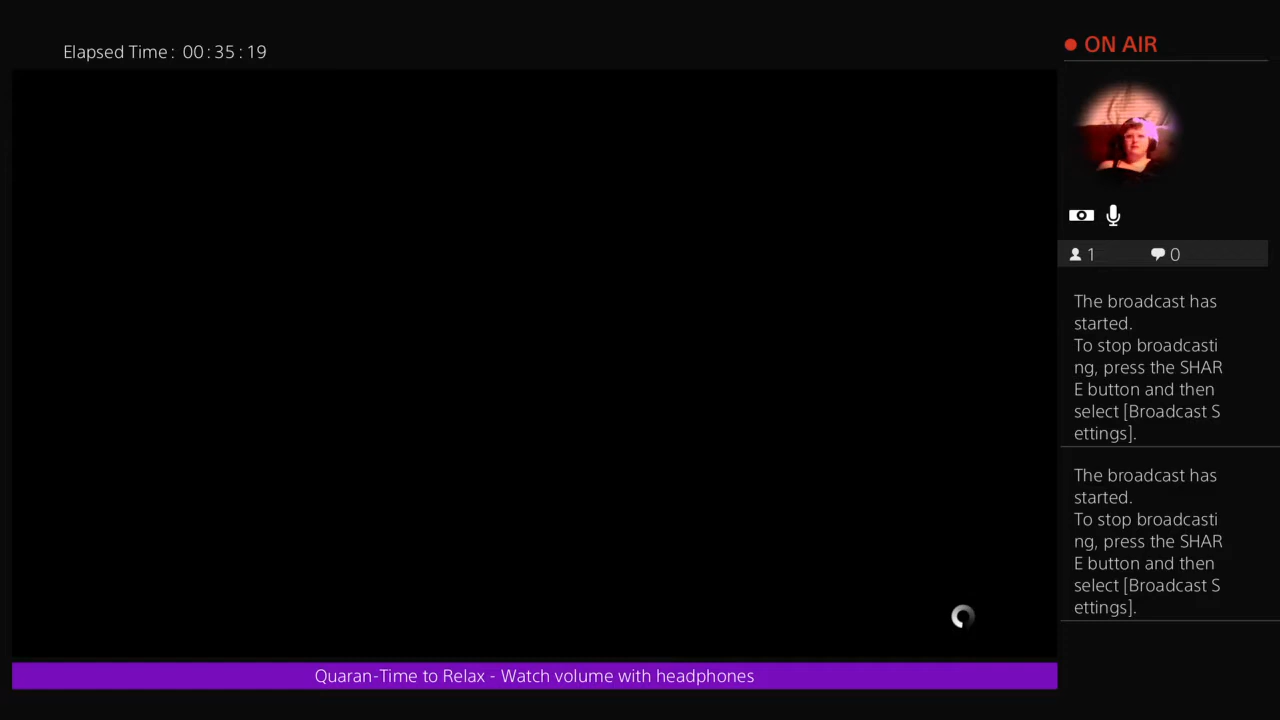 Elapsed Time: 00:35:19
ON AIR
1 0
The broadcast has
started.
To stop broadcasti
ng, press the SHAR
E button and then
select [Broadcast S
ettings].
The broadcast has
started.
To stop broadcasti
ng, press the SHAR
E button and then
select [Broadcast S
ettings].
Quaran-Time to Relax - Watch volume with headphones